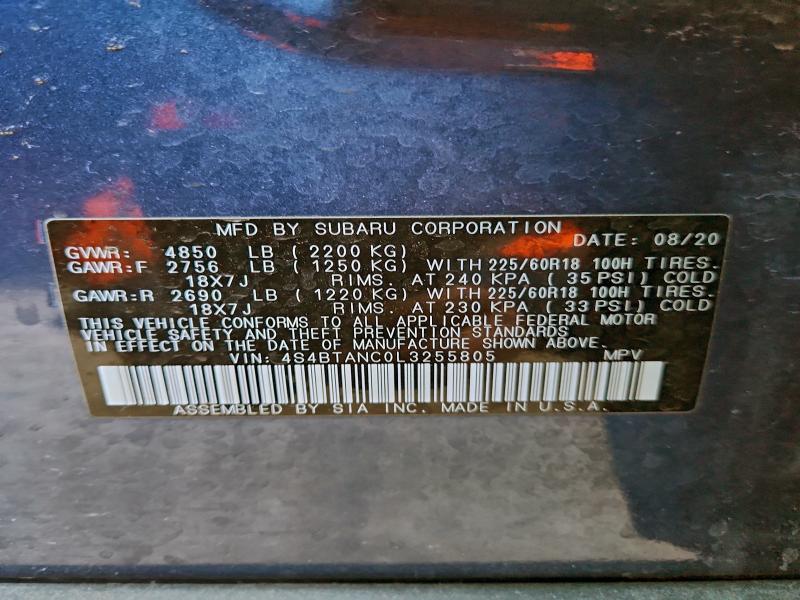 MFD BY SUBARU CORPORATION
DATE: 08/20
GVWR: 4850 LB (2200 KG)
GAWR:F 2756 LB (1250 KG) WITH 225/60R18 100H TIRES.
18X7J RIMS. AT 240 KPA (35 PSI) COLD
GAWR:R 2690 LB (1220 KG) WITH 225/60R18 100H TIRES.
18X7J RIMS. AT 230 KPA (33 PSI) COLD
THIS VEHICLE CONFORMS TO ALL APPLICABLE FEDERAL MOTOR
VEHICLE SAFETY AND THEFT PREVENTION STANDARDS
IN EFFECT ON THE DATE OF MANUFACTURE SHOWN ABOVE.
VIN: 4S4BTANC0L3255805 MPV
ASSEMBLED BY SIA INC. MADE IN U.S.A.